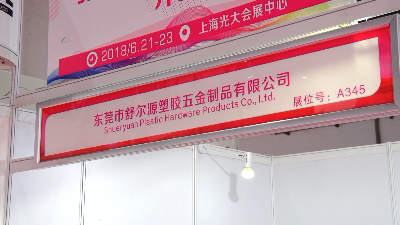 2018/6.21-23 上海光大会展中心
东莞市舒尔源塑胶五金制品有限公司
Shueryuan Plastic Hardware Products Co., Ltd.
展位号：A345